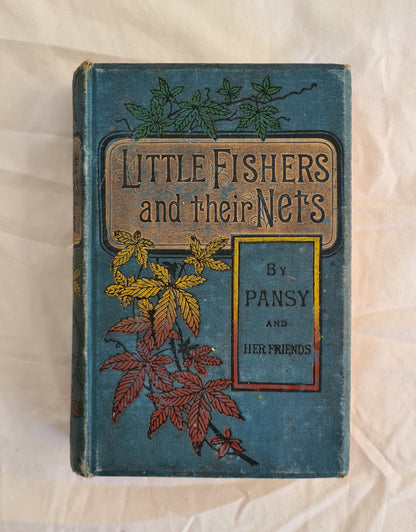 LITTLE FISHERS
and their NETS
BY
PANSY
AND
HER FRIENDS